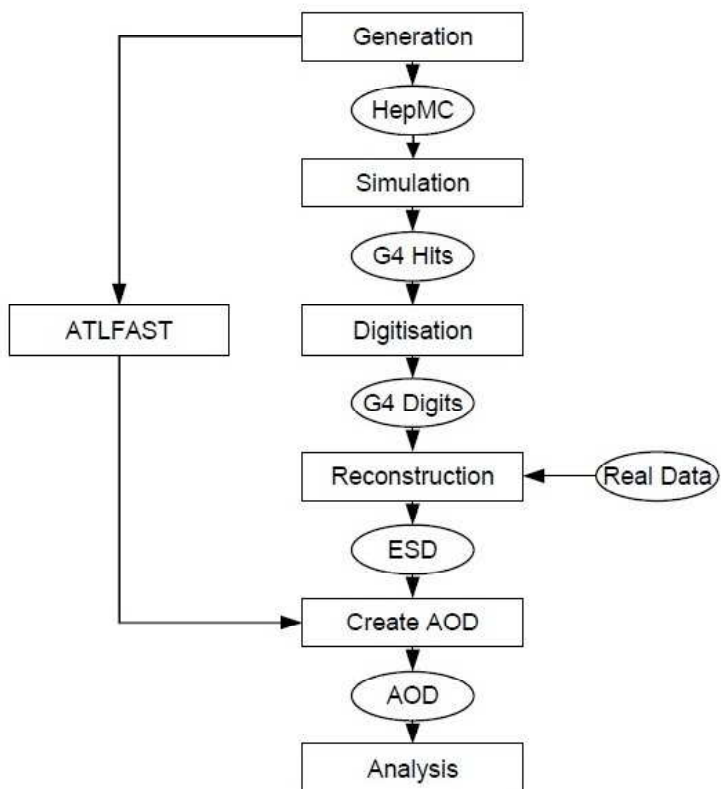 Generation
HepMC
Simulation
G4 Hits
ATLFAST
Digitisation
G4 Digits
Reconstruction
Real Data
ESD
Create AOD
AOD
Analysis